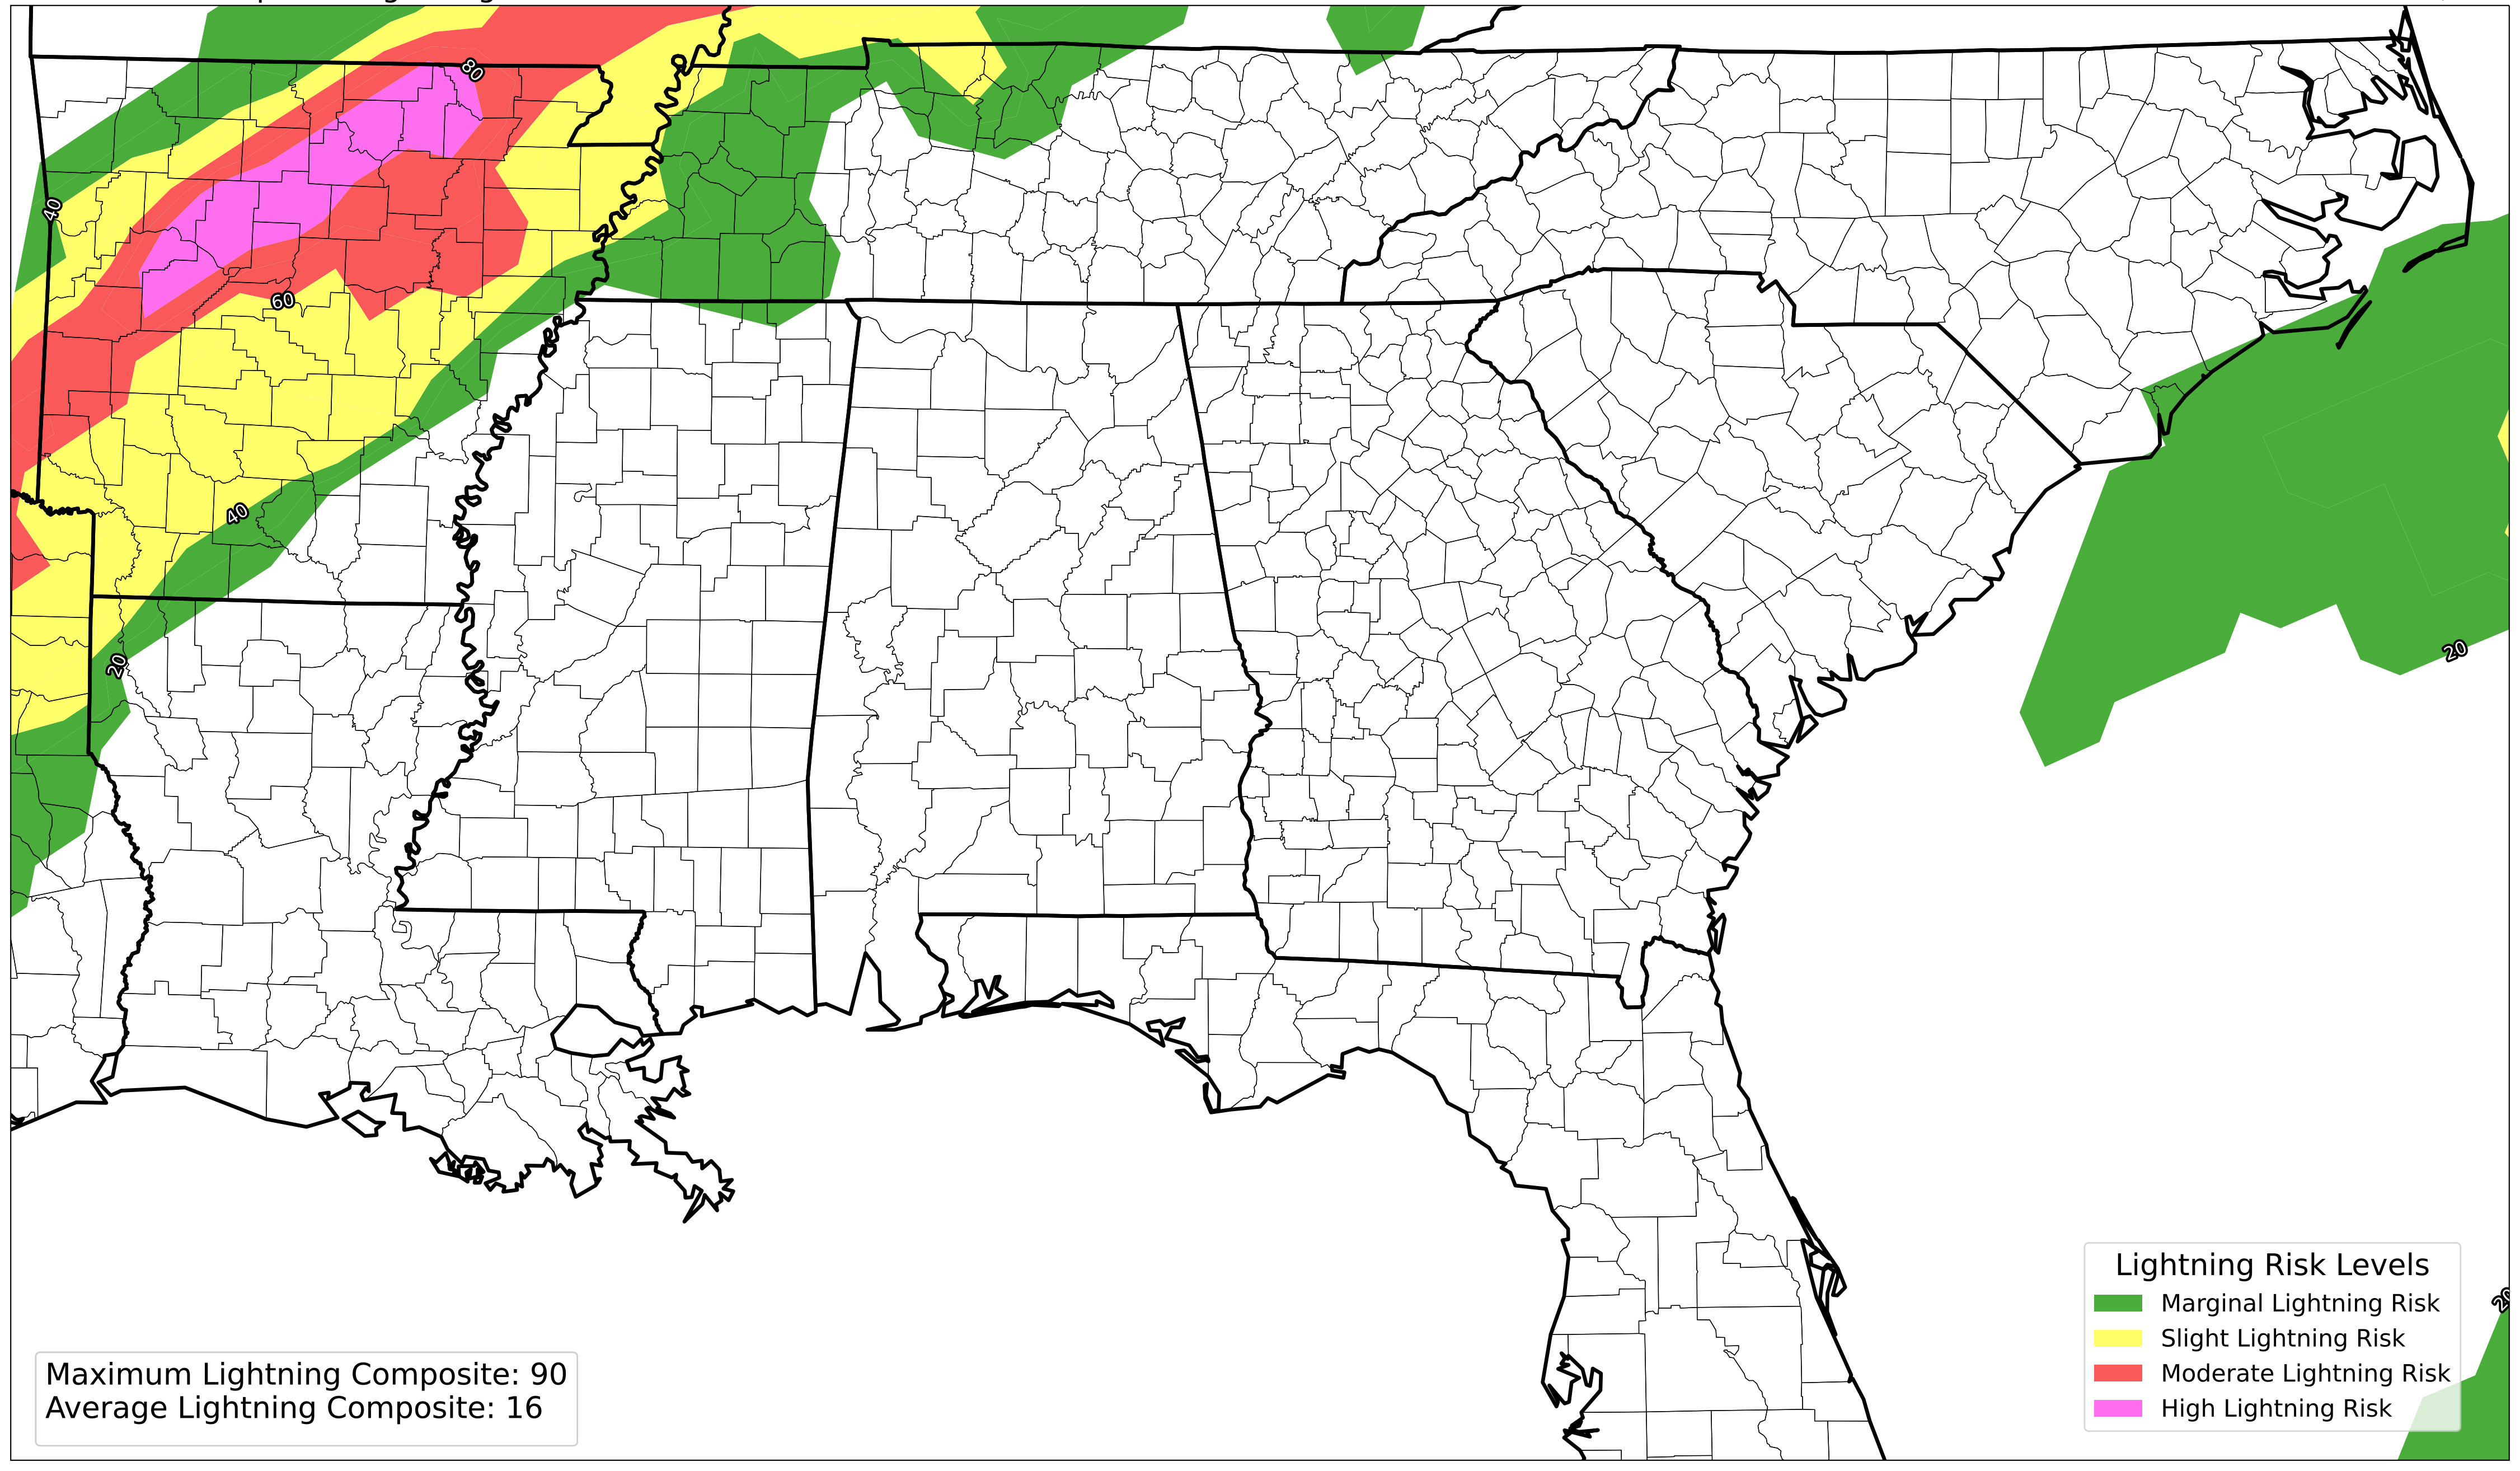 80
40
60
40
20
20
20
Lightning Risk Levels
Marginal Lightning Risk
Slight Lightning Risk
Moderate Lightning Risk
High Lightning Risk
Maximum Lightning Composite: 90
Average Lightning Composite: 16